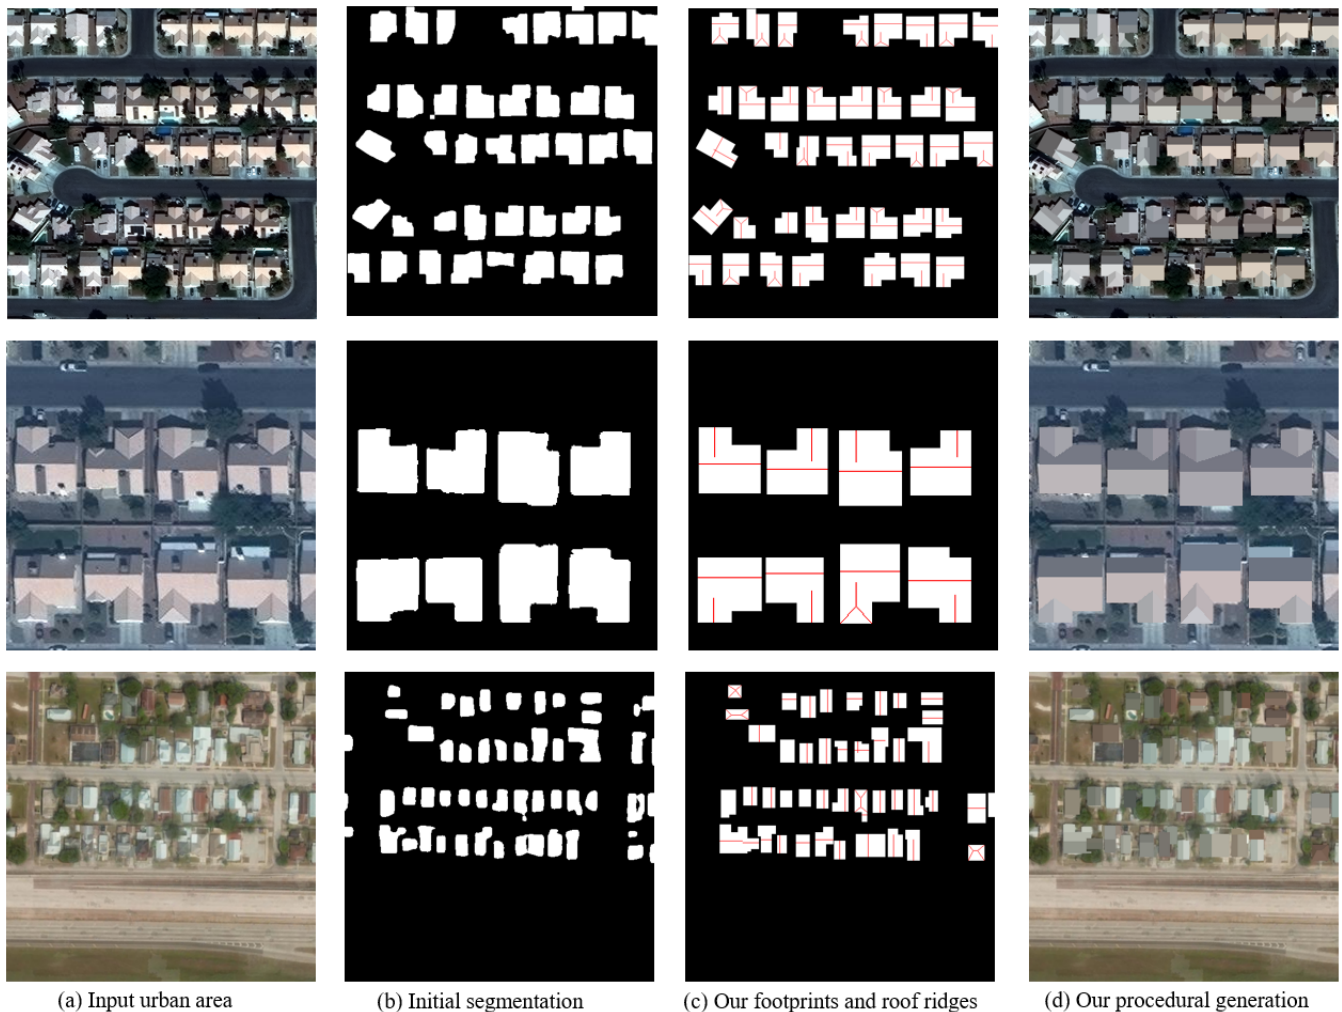 (a) Input urban area
(b) Initial segmentation
(c) Our footprints and roof ridges
(d) Our procedural generation